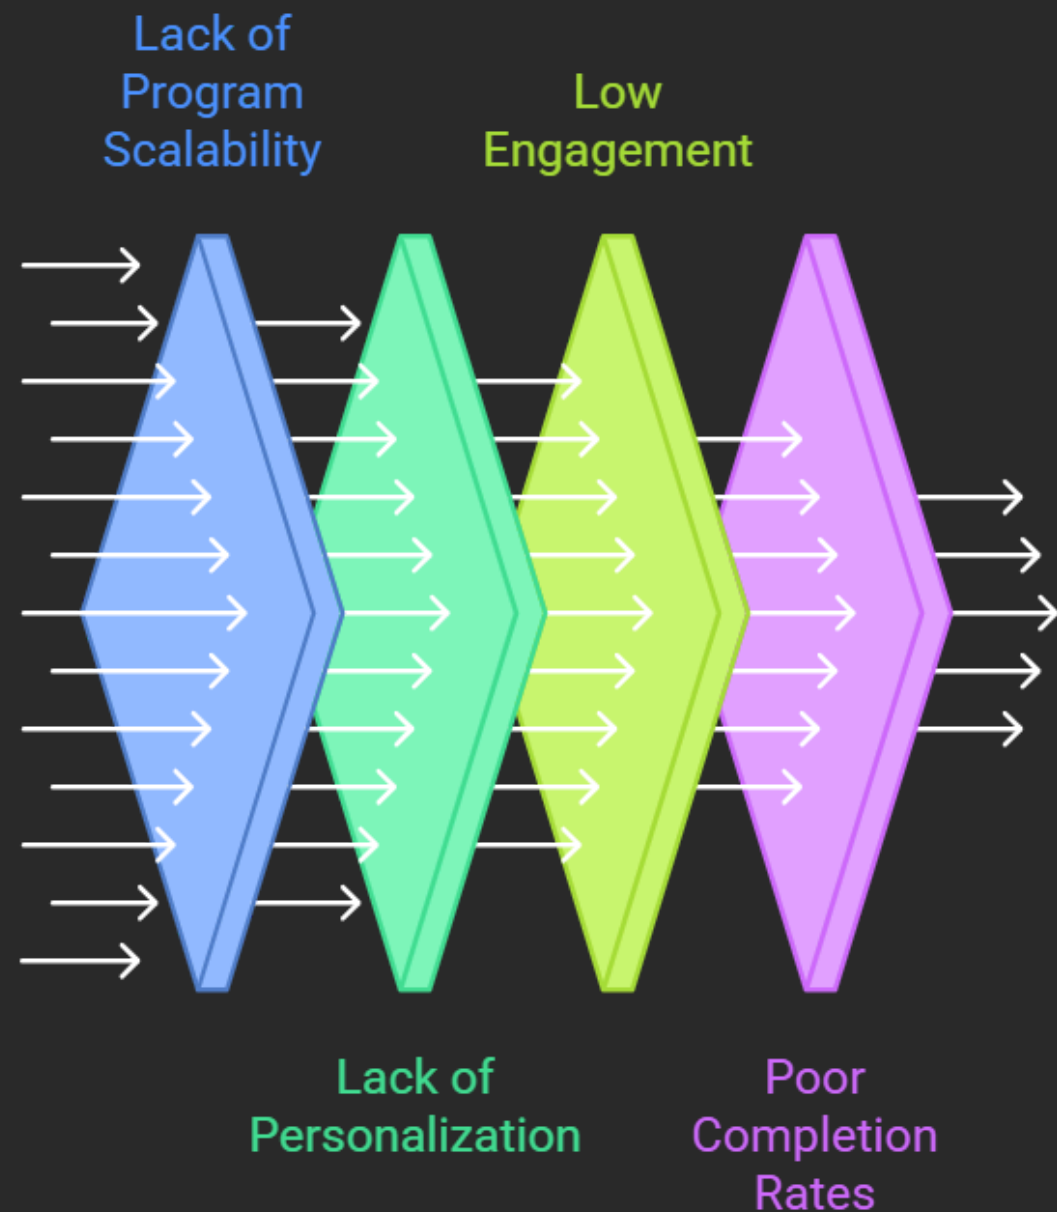 Lack of
Program
Scalability
Low
Engagement
Lack of
Personalization
Poor
Completion
Rates